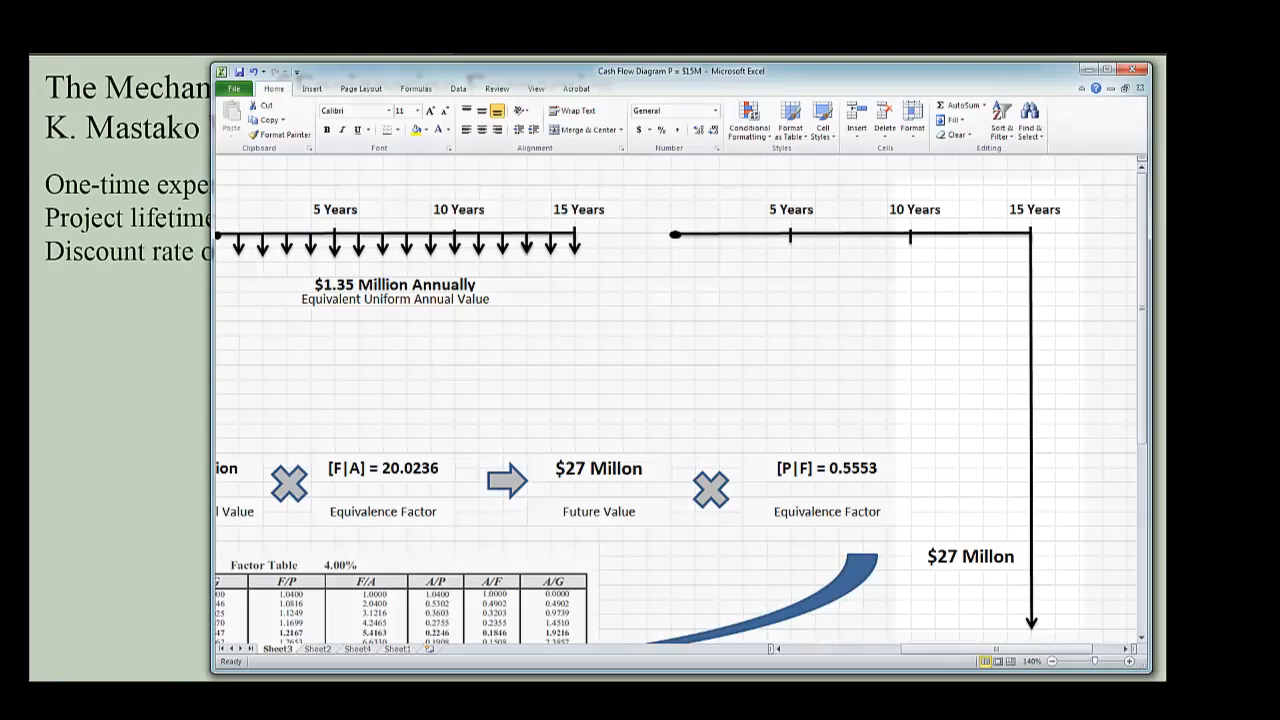 The Mechan
K. Mastako
One-time expe
Project lifetime
Discount rate o
Cash Flow Diagram P = $15M - Microsoft Excel
File Home Insert Page Layout Formulas Data Review View Acrobat
Paste
Cut
Copy
Format Painter
Clipboard
Calibri 11
Font
Wrap Text
Merge & Center
Alignment
General
Number
Conditional Formatting
Format as Table
Cell Styles
Styles
Insert Delete Format
Cells
AutoSum
Fill
Clear
Sort & Filter
Find & Select
Editing
5 Years 10 Years 15 Years
$1.35 Million Annually
Equivalent Uniform Annual Value
5 Years 10 Years 15 Years
ion [F|A] = 20.0236 $27 Millon [P|F] = 0.5553
l Value Equivalence Factor Future Value Equivalence Factor
$27 Millon
Factor Table 4.00%
F/P F/A A/P A/F A/G
00 1.0400 1.0000 1.0400 1.0000 0.0000
46 1.0816 2.0400 0.5302 0.4902 0.4902
25 1.1249 3.1216 0.3603 0.3203 0.9739
70 1.1699 4.2465 0.2755 0.2355 1.4510
47 1.2167 5.4163 0.2246 0.1846 1.9216
Sheet3 Sheet2 Sheet4 Sheet1
Ready
140%